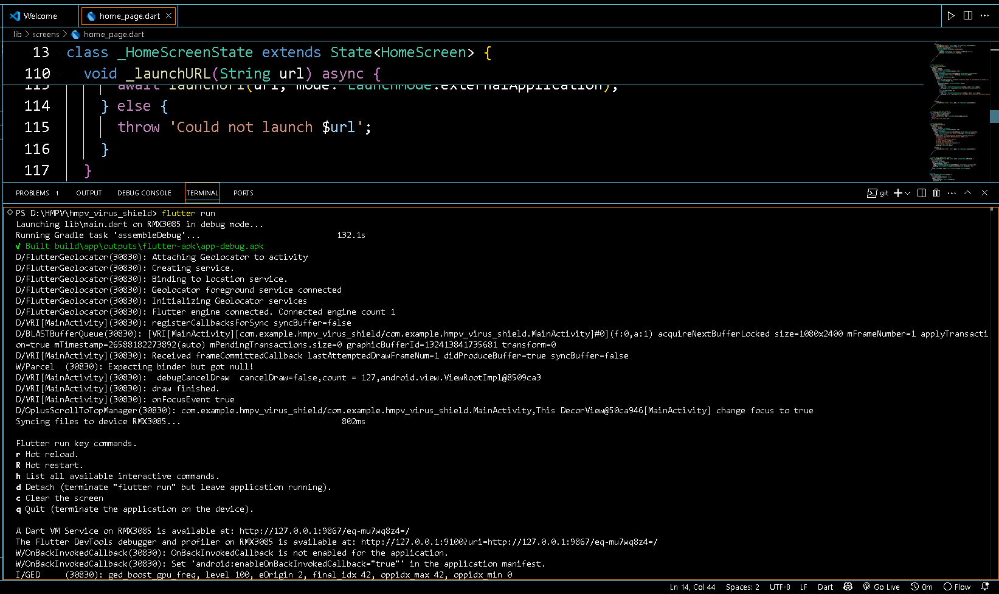 Welcome
home_page.dart
lib > screens > home_page.dart
13 class _HomeScreenState extends State<HomeScreen> {
110 void _launchURL(String url) async {
await launchUrl(url, mode: LaunchMode.externalApplication);
114 } else {
115 throw 'Could not launch $url';
116 }
117 }
PROBLEMS 1 OUTPUT DEBUG CONSOLE TERMINAL PORTS
git
PS D:\HMPV\hmpv_virus_shield> flutter run
Launching lib\main.dart on RMX3085 in debug mode...
Running Gradle task 'assembleDebug'... 132.1s
√ Built build\app\outputs\flutter-apk\app-debug.apk
D/FlutterGeolocator(30830): Attaching Geolocator to activity
D/FlutterGeolocator(30830): Creating service.
D/FlutterGeolocator(30830): Binding to location service.
D/FlutterGeolocator(30830): Geolocator foreground service connected
D/FlutterGeolocator(30830): Initializing Geolocator services
D/FlutterGeolocator(30830): Flutter engine connected. Connected engine count 1
D/VRI[MainActivity](30830): registerCallbacksForSync syncBuffer=false
D/BLASTBufferQueue(30830): [VRI[MainActivity][com.example.hmpv_virus_shield/com.example.hmpv_virus_shield.MainActivity]#0](f:0,a:1) acquireNextBufferLocked size=1080x2400 mFrameNumber=1 applyTransacti
on=true mTimestamp=26588182273892(auto) mPendingTransactions.size=0 graphicBufferId=132413841735681 transform=0
D/VRI[MainActivity](30830): Received frameCommittedCallback lastAttemptedDrawFrameNum=1 didProduceBuffer=true syncBuffer=false
W/Parcel  (30830): Expecting binder but got null!
D/VRI[MainActivity](30830):  debugCancelDraw  cancelDraw=false,count = 127,android.view.ViewRootImpl@8509ca3
D/VRI[MainActivity](30830): draw finished.
D/VRI[MainActivity](30830): onFocusEvent true
D/OplusScrollToTopManager(30830): com.example.hmpv_virus_shield/com.example.hmpv_virus_shield.MainActivity,This DecorView@50ca946[MainActivity] change focus to true
Syncing files to device RMX3085... 802ms
Flutter run key commands.
r Hot reload.
R Hot restart.
h List all available interactive commands.
d Detach (terminate "flutter run" but leave application running).
c Clear the screen
q Quit (terminate the application on the device).
A Dart VM Service on RMX3085 is available at: http://127.0.0.1:9867/eq-mu7wq8z4=/
The Flutter DevTools debugger and profiler on RMX3085 is available at: http://127.0.0.1:9100?uri=http://127.0.0.1:9867/eq-mu7wq8z4=/
W/OnBackInvokedCallback(30830): OnBackInvokedCallback is not enabled for the application.
W/OnBackInvokedCallback(30830): Set 'android:enableOnBackInvokedCallback="true"' in the application manifest.
I/GED     (30830): ged_boost_gpu_freq, level 100, eOrigin 2, final_idx 42, oppidx_max 42, oppidx_min 0
Ln 14, Col 44 Spaces: 2 UTF-8 LF Dart Go Live 0m Flow